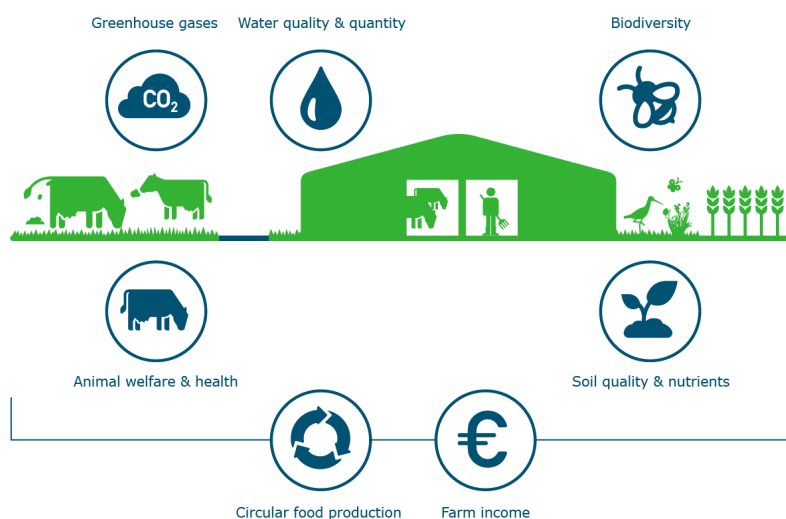 Greenhouse gases
Water quality & quantity
Biodiversity
CO₂
Animal welfare & health
Soil quality & nutrients
€
Circular food production
Farm income